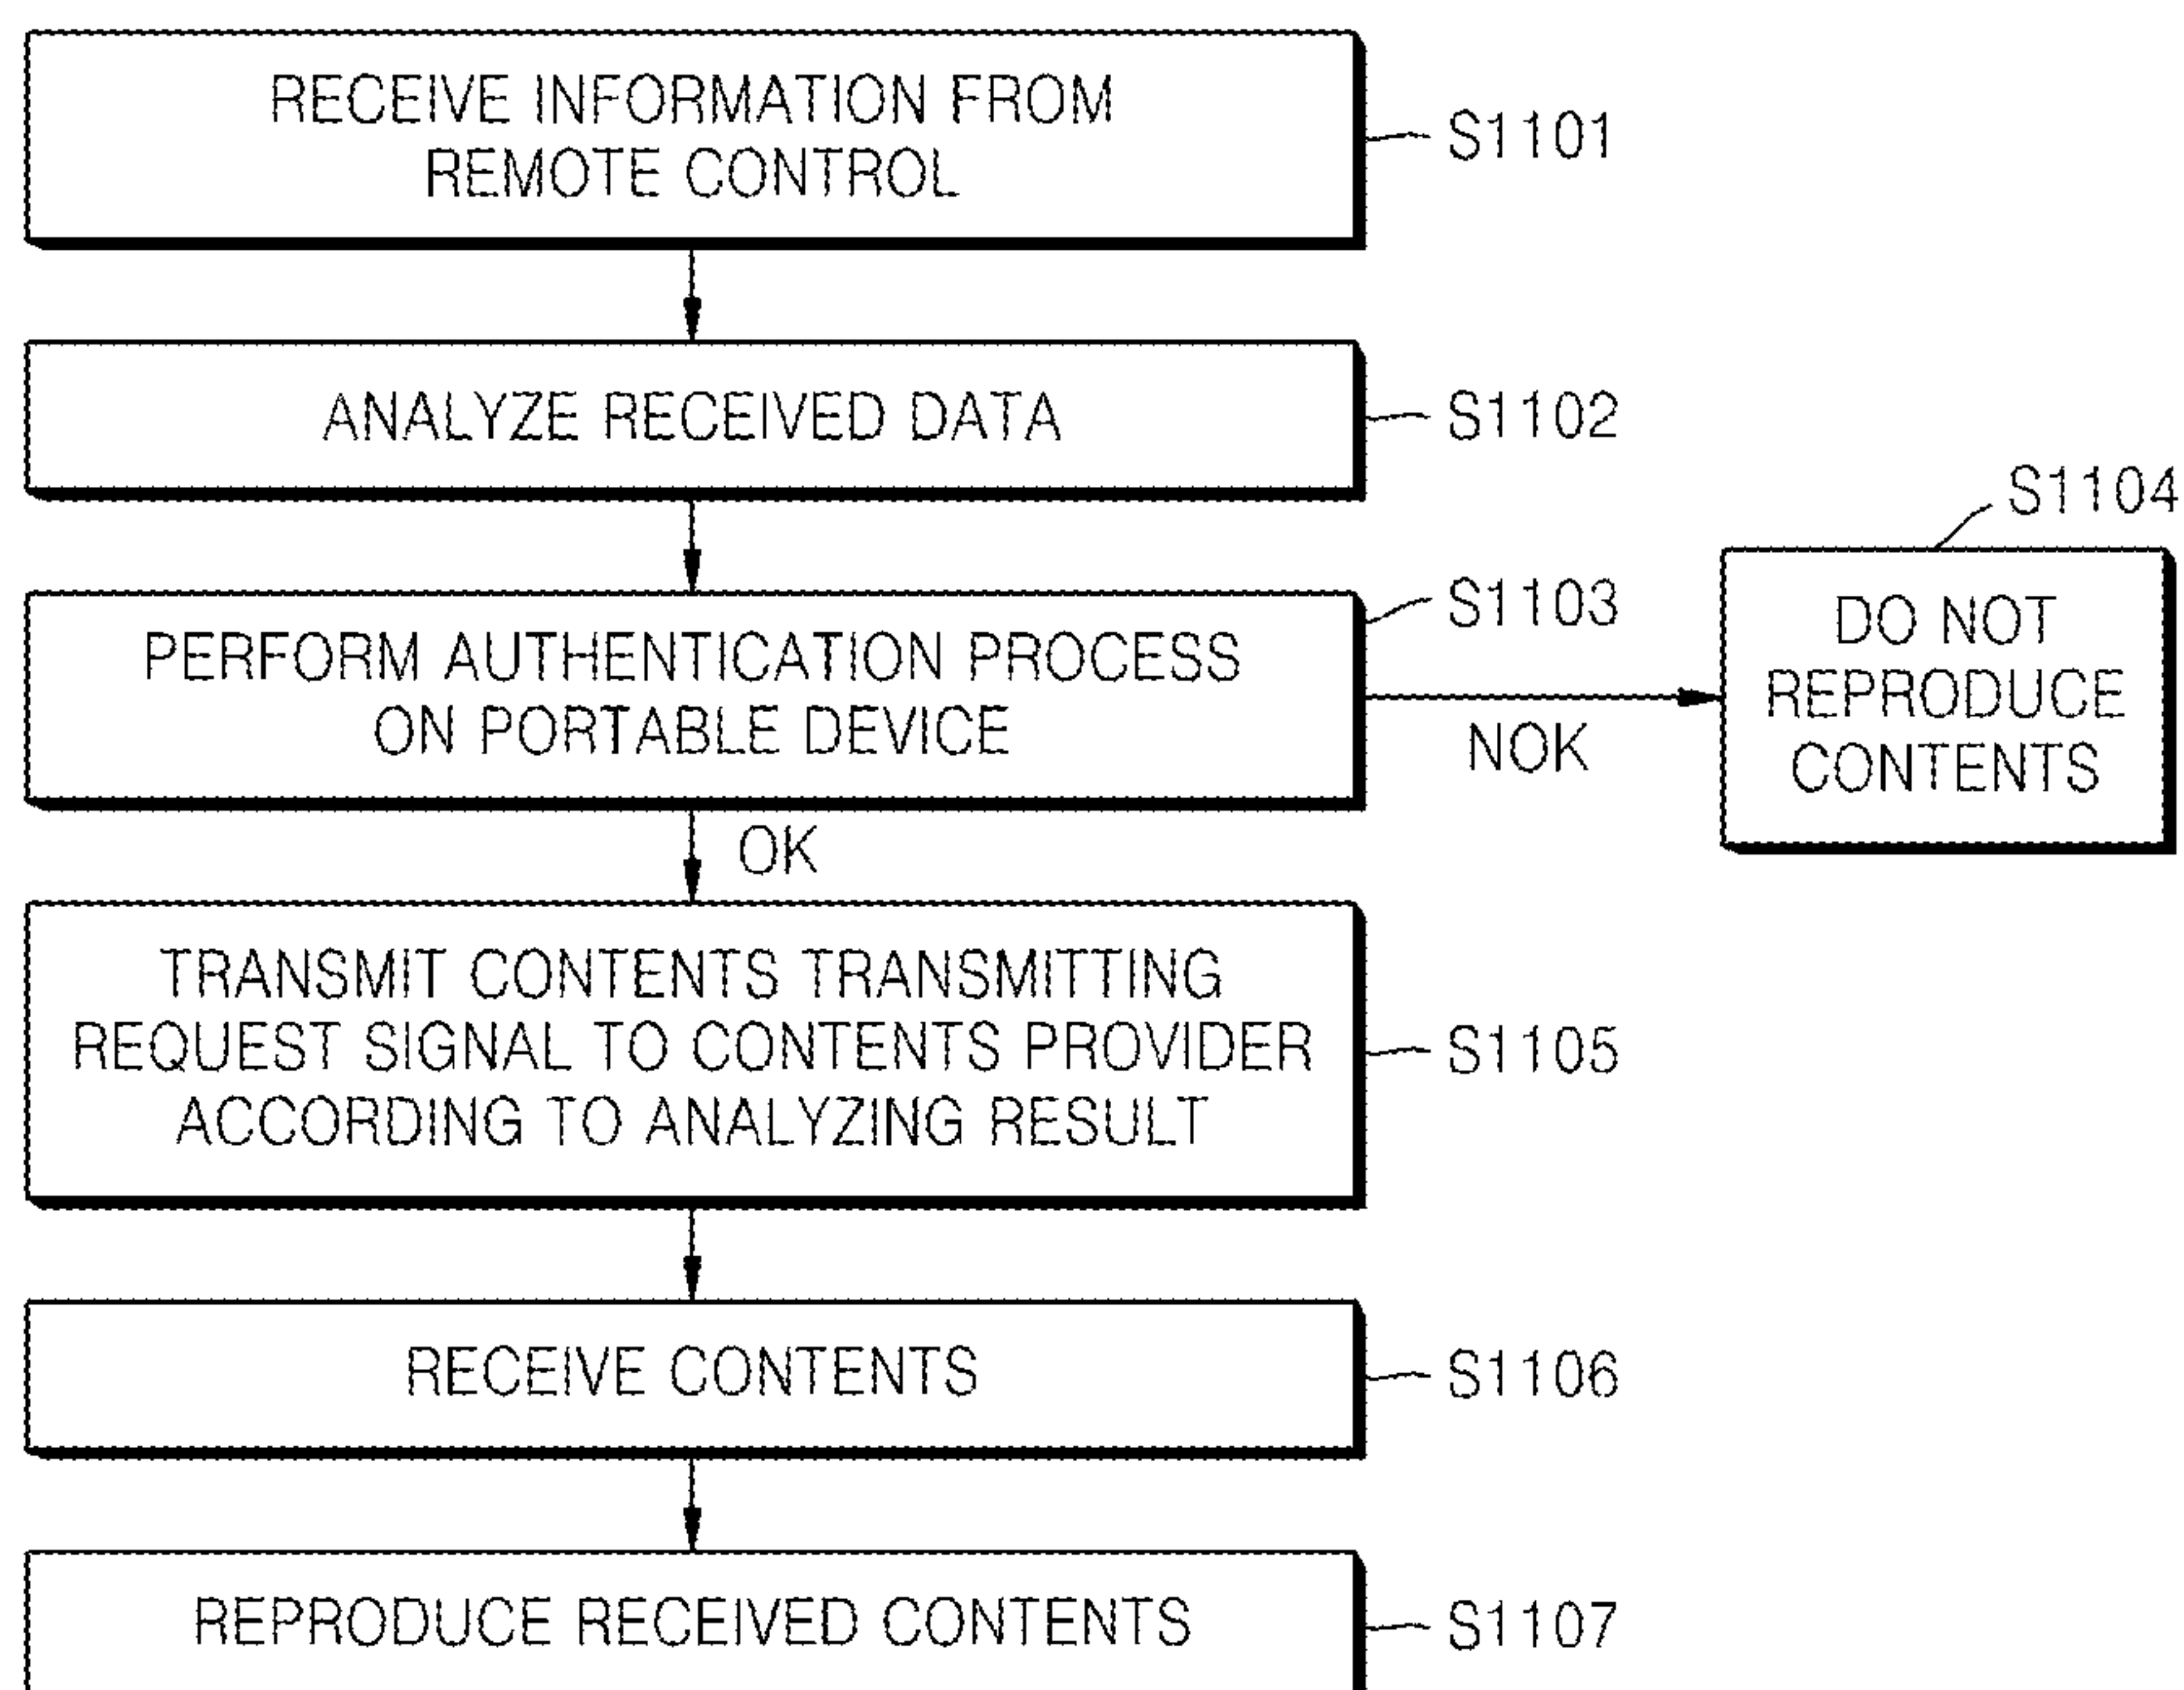 RECEIVE INFORMATION FROM
REMOTE CONTROL
S1101
ANALYZE RECEIVED DATA
S1102
S1104
PERFORM AUTHENTICATION PROCESS
ON PORTABLE DEVICE
S1103
NOK
DO NOT
REPRODUCE
CONTENTS
OK
TRANSMIT CONTENTS TRANSMITTING
REQUEST SIGNAL TO CONTENTS PROVIDER
ACCORDING TO ANALYZING RESULT
S1105
RECEIVE CONTENTS
S1106
REPRODUCE RECEIVED CONTENTS
S1107